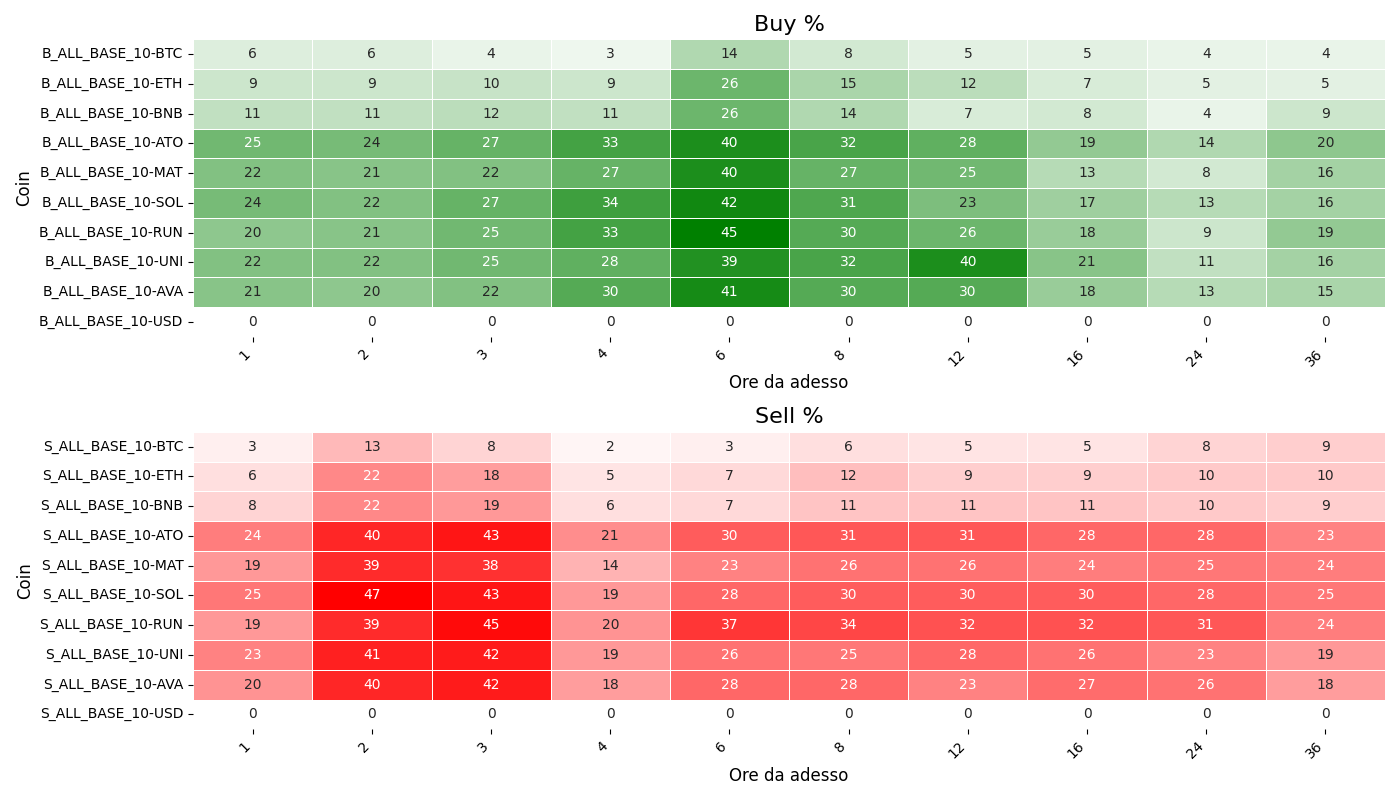 Buy %
Coin
B_ALL_BASE_10-BTC 6 6 4 3 14 8 5 5 4 4
B_ALL_BASE_10-ETH 9 9 10 9 26 15 12 7 5 5
B_ALL_BASE_10-BNB 11 11 12 11 26 14 7 8 4 9
B_ALL_BASE_10-ATO 25 24 27 33 40 32 28 19 14 20
B_ALL_BASE_10-MAT 22 21 22 27 40 27 25 13 8 16
B_ALL_BASE_10-SOL 24 22 27 34 42 31 23 17 13 16
B_ALL_BASE_10-RUN 20 21 25 33 45 30 26 18 9 19
B_ALL_BASE_10-UNI 22 22 25 28 39 32 40 21 11 16
B_ALL_BASE_10-AVA 21 20 22 30 41 30 30 18 13 15
B_ALL_BASE_10-USD 0 0 0 0 0 0 0 0 0 0
1 2 3 4 6 8 12 16 24 36
Ore da adesso
Sell %
Coin
S_ALL_BASE_10-BTC 3 13 8 2 3 6 5 5 8 9
S_ALL_BASE_10-ETH 6 22 18 5 7 12 9 9 10 10
S_ALL_BASE_10-BNB 8 22 19 6 7 11 11 11 10 9
S_ALL_BASE_10-ATO 24 40 43 21 30 31 31 28 28 23
S_ALL_BASE_10-MAT 19 39 38 14 23 26 26 24 25 24
S_ALL_BASE_10-SOL 25 47 43 19 28 30 30 30 28 25
S_ALL_BASE_10-RUN 19 39 45 20 37 34 32 32 31 24
S_ALL_BASE_10-UNI 23 41 42 19 26 25 28 26 23 19
S_ALL_BASE_10-AVA 20 40 42 18 28 28 23 27 26 18
S_ALL_BASE_10-USD 0 0 0 0 0 0 0 0 0 0
1 2 3 4 6 8 12 16 24 36
Ore da adesso